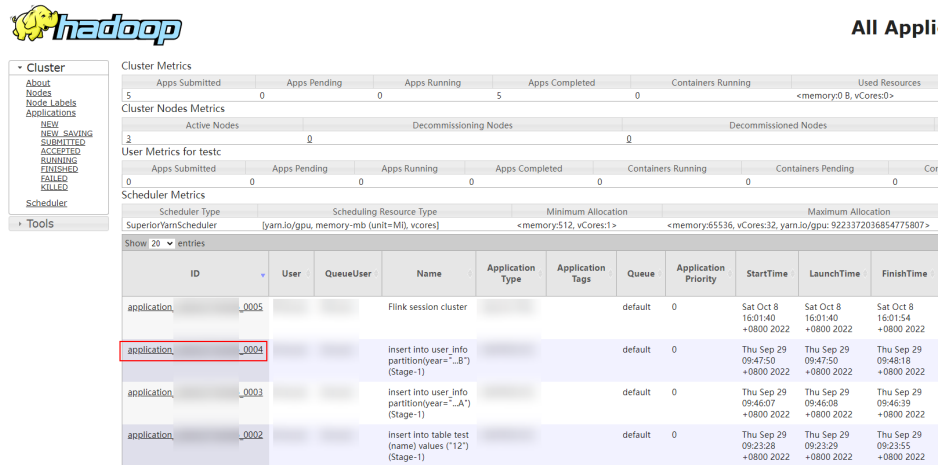 hadoop
All Appli
Cluster
About
Nodes
Node Labels
Applications
NEW
NEW_SAVING
SUBMITTED
ACCEPTED
RUNNING
FINISHED
FAILED
KILLED
Scheduler
Tools
Cluster Metrics
Apps Submitted Apps Pending Apps Running Apps Completed Containers Running Used Resources
5 0 0 5 0 <memory:0 B, vCores:0>
Cluster Nodes Metrics
Active Nodes Decommissioning Nodes Decommissioned Nodes
3 0 0
User Metrics for testc
Apps Submitted Apps Pending Apps Running Apps Completed Containers Running Containers Pending Con
0 0 0 0 0 0 0
Scheduler Metrics
Scheduler Type Scheduling Resource Type Minimum Allocation Maximum Allocation
SuperiorYarnScheduler [yarn.io/gpu, memory-mb (unit=Mi), vcores] <memory:512, vCores:1> <memory:65536, vCores:32, yarn.io/gpu: 9223372036854775807>
Show 20 entries
ID User QueueUser Name Application Type Application Tags Queue Application Priority StartTime LaunchTime FinishTime
application_ _0005 Flink session cluster default 0 Sat Oct 8 16:01:40 +0800 2022 Sat Oct 8 16:01:40 +0800 2022 Sat Oct 8 16:01:54 +0800 2022
application_ _0004 insert into user_info partition(year="...B") (Stage-1) default 0 Thu Sep 29 09:47:50 +0800 2022 Thu Sep 29 09:47:50 +0800 2022 Thu Sep 29 09:48:18 +0800 2022
application_ _0003 insert into user_info partition(year="...A") (Stage-1) default 0 Thu Sep 29 09:46:07 +0800 2022 Thu Sep 29 09:46:08 +0800 2022 Thu Sep 29 09:46:39 +0800 2022
application_ _0002 insert into table test (name) values ("12") (Stage-1) default 0 Thu Sep 29 09:23:28 +0800 2022 Thu Sep 29 09:23:29 +0800 2022 Thu Sep 29 09:23:55 +0800 2022